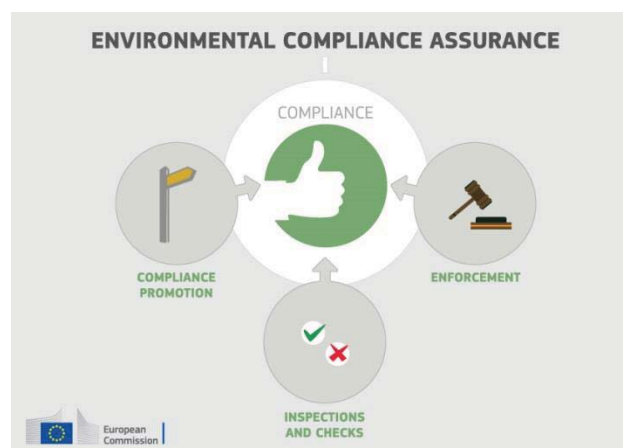 ENVIRONMENTAL COMPLIANCE ASSURANCE
COMPLIANCE
COMPLIANCE
PROMOTION
ENFORCEMENT
INSPECTIONS
AND CHECKS
European
Commission